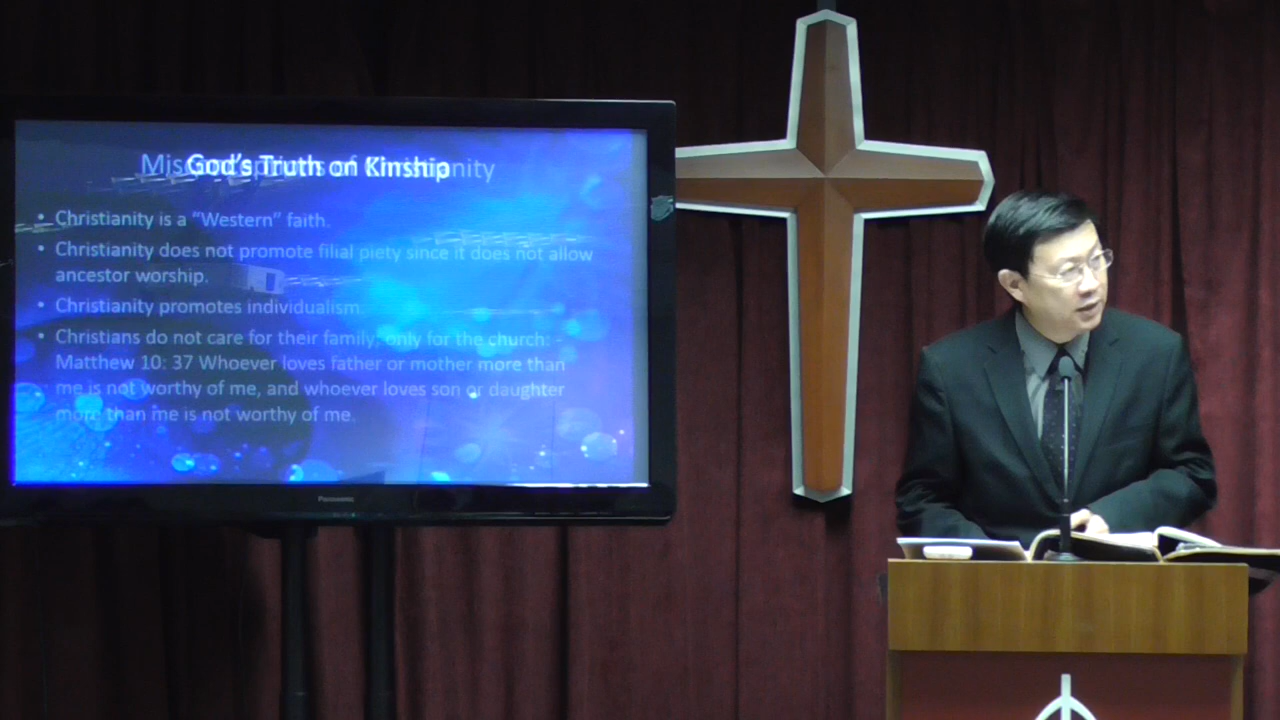 God's Truth on Kinship
• Christianity is a “Western” faith.
• Christianity does not promote filial piety since it does not allow
ancestor worship.
• Christianity promotes individualism.
• Christians do not care for their family; only for the church: -
Matthew 10: 37 Whoever loves father or mother more than
me is not worthy of me, and whoever loves son or daughter
more than me is not worthy of me.
Panasonic